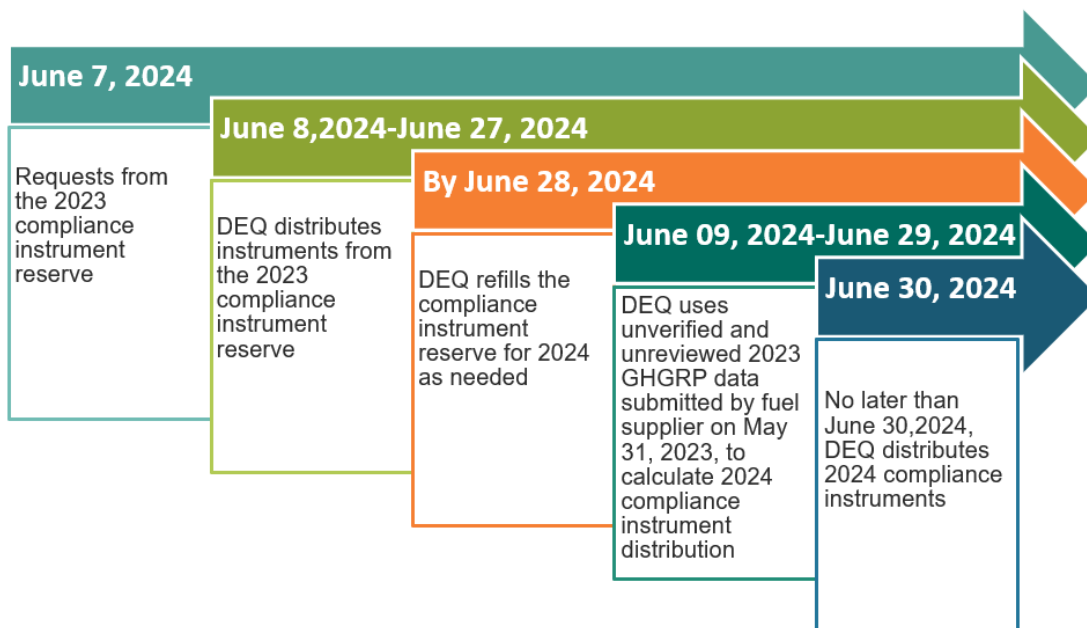 June 7, 2024
Requests from
the 2023
compliance
instrument
reserve
June 8,2024-June 27, 2024
DEQ distributes
instruments from
the 2023
compliance
instrument
reserve
By June 28, 2024
DEQ refills the
compliance
instrument
reserve for 2024
as needed
June 09, 2024-June 29, 2024
DEQ uses
unverified and
unreviewed 2023
GHGRP data
submitted by fuel
supplier on May
31, 2023, to
calculate 2024
compliance
instrument
distribution
June 30, 2024
No later than
June 30,2024,
DEQ distributes
2024 compliance
instruments